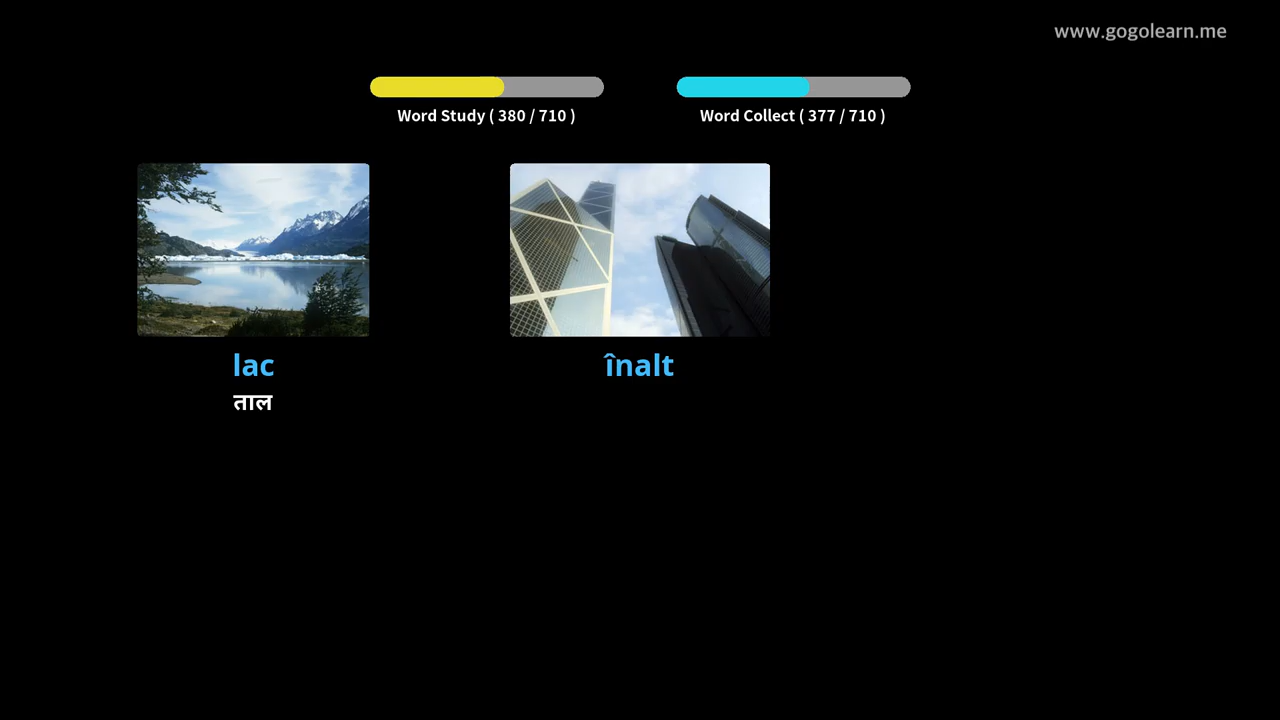 www.gogolearn.me
Word Study ( 380 / 710 )
Word Collect ( 377 / 710 )
lac
ताल
înalt